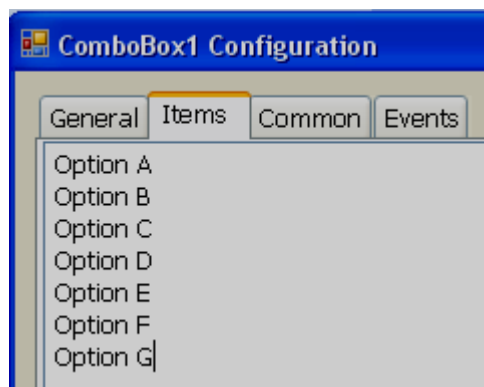 ComboBox1 Configuration
General Items Common Events
Option A
Option B
Option C
Option D
Option E
Option F
Option G